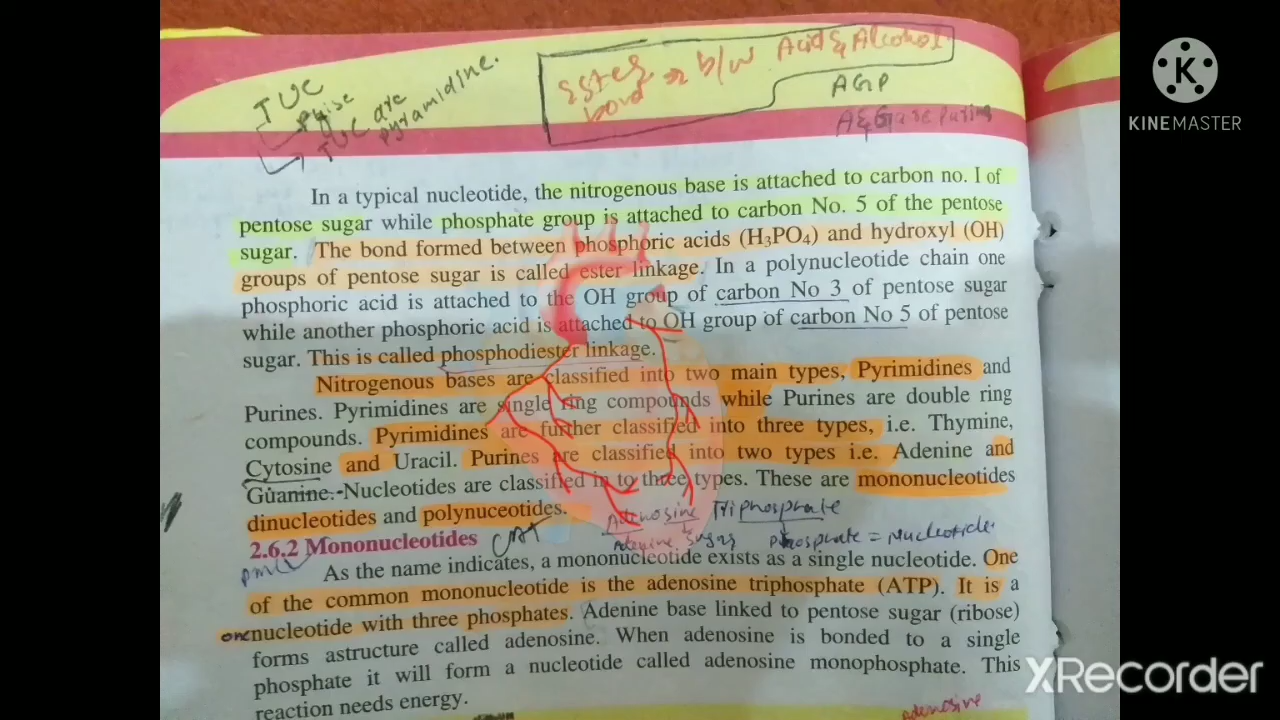 TUC
TUC are
pyramidine.
Ester bond → b/w Acid & Alcohol
AGP
A & G are Purine
K
KINEMASTER
In a typical nucleotide, the nitrogenous base is attached to carbon no. I of
pentose sugar while phosphate group is attached to carbon No. 5 of the pentose
sugar. The bond formed between phosphoric acids (H₃PO₄) and hydroxyl (OH)
groups of pentose sugar is called ester linkage. In a polynucleotide chain one
phosphoric acid is attached to the OH group of carbon No 3 of pentose sugar
while another phosphoric acid is attached to OH group of carbon No 5 of pentose
sugar. This is called phosphodiester linkage.
Nitrogenous bases are classified into two main types, Pyrimidines and
Purines. Pyrimidines are single ring compounds while Purines are double ring
compounds. Pyrimidines are further classified into three types, i.e. Thymine,
Cytosine and Uracil. Purines are classified into two types i.e. Adenine and
Guanine. Nucleotides are classified in to three types. These are mononucleotides
dinucleotides and polynuceotides.
Adenosine Triphosphate
Adenine Sugar Phosphate = Nucleotide
2.6.2 Mononucleotides
As the name indicates, a mononucleotide exists as a single nucleotide. One
of the common mononucleotide is the adenosine triphosphate (ATP). It is a
one nucleotide with three phosphates. Adenine base linked to pentose sugar (ribose)
forms astructure called adenosine. When adenosine is bonded to a single
phosphate it will form a nucleotide called adenosine monophosphate. This
reaction needs energy.
adenosine
XRecorder